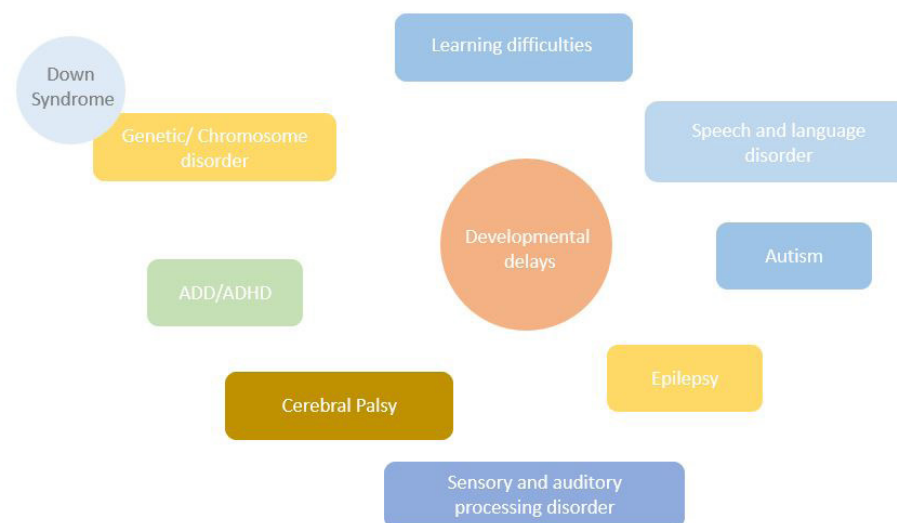 Learning difficulties
Down
Syndrome
Genetic/ Chromosome
disorder
Speech and language
disorder
Developmental
delays
Autism
ADD/ADHD
Epilepsy
Cerebral Palsy
Sensory and auditory
processing disorder